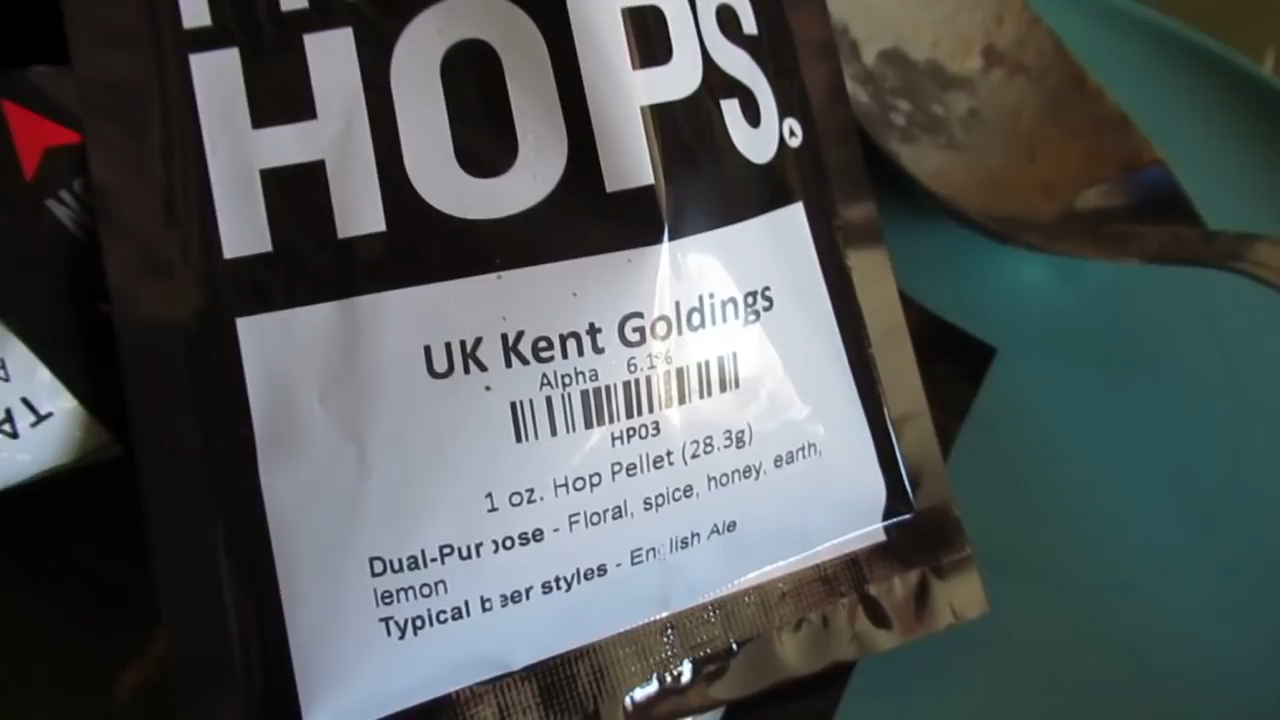 HOPS.
UK Kent Goldings
Alpha 6.1%
HP03
1 oz. Hop Pellet (28.3g)
Dual-Purpose - Floral, spice, honey, earth,
lemon
Typical beer styles - English Ale